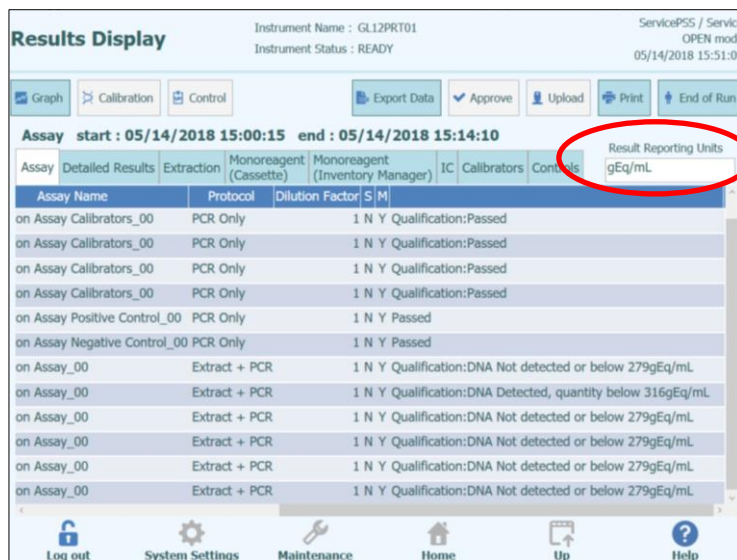 Results Display
Instrument Name : GL12PRT01
Instrument Status : READY
ServicePSS / Servic
OPEN mod
05/14/2018 15:51:0
Graph
Calibration
Control
Export Data
Approve
Upload
Print
End of Run
Assay start : 05/14/2018 15:00:15 end : 05/14/2018 15:14:10
Result Reporting Units
gEq/mL
Assay
Detailed Results
Extraction
Monoreagent
(Cassette)
Monoreagent
(Inventory Manager)
IC
Calibrators
Controls
Assay Name Protocol Dilution Factor S M
on Assay Calibrators_00 PCR Only 1 N Y Qualification:Passed
on Assay Calibrators_00 PCR Only 1 N Y Qualification:Passed
on Assay Calibrators_00 PCR Only 1 N Y Qualification:Passed
on Assay Calibrators_00 PCR Only 1 N Y Qualification:Passed
on Assay Positive Control_00 PCR Only 1 N Y Passed
on Assay Negative Control_00 PCR Only 1 N Y Passed
on Assay_00 Extract + PCR 1 N Y Qualification:DNA Not detected or below 279gEq/mL
on Assay_00 Extract + PCR 1 N Y Qualification:DNA Detected, quantity below 316gEq/mL
on Assay_00 Extract + PCR 1 N Y Qualification:DNA Not detected or below 279gEq/mL
on Assay_00 Extract + PCR 1 N Y Qualification:DNA Not detected or below 279gEq/mL
on Assay_00 Extract + PCR 1 N Y Qualification:DNA Not detected or below 279gEq/mL
on Assay_00 Extract + PCR 1 N Y Qualification:DNA Not detected or below 279gEq/mL
Log out
System Settings
Maintenance
Home
Up
Help